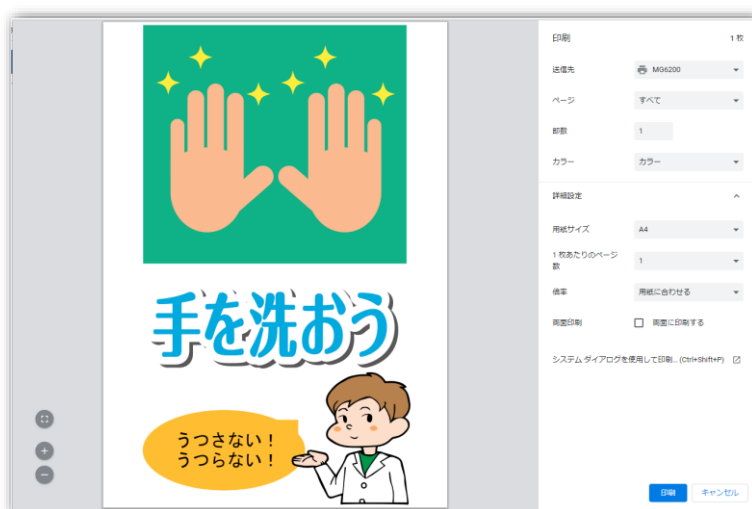 手を洗おう
うつさない！
うつらない！
印刷
1 枚
送信先
MG6200
ページ
すべて
部数
1
カラー
カラー
詳細設定
用紙サイズ
A4
1 枚あたりのページ
数
1
倍率
用紙に合わせる
両面印刷
両面に印刷する
システム ダイアログを使用して印刷... (Ctrl+Shift+P)
印刷
キャンセル